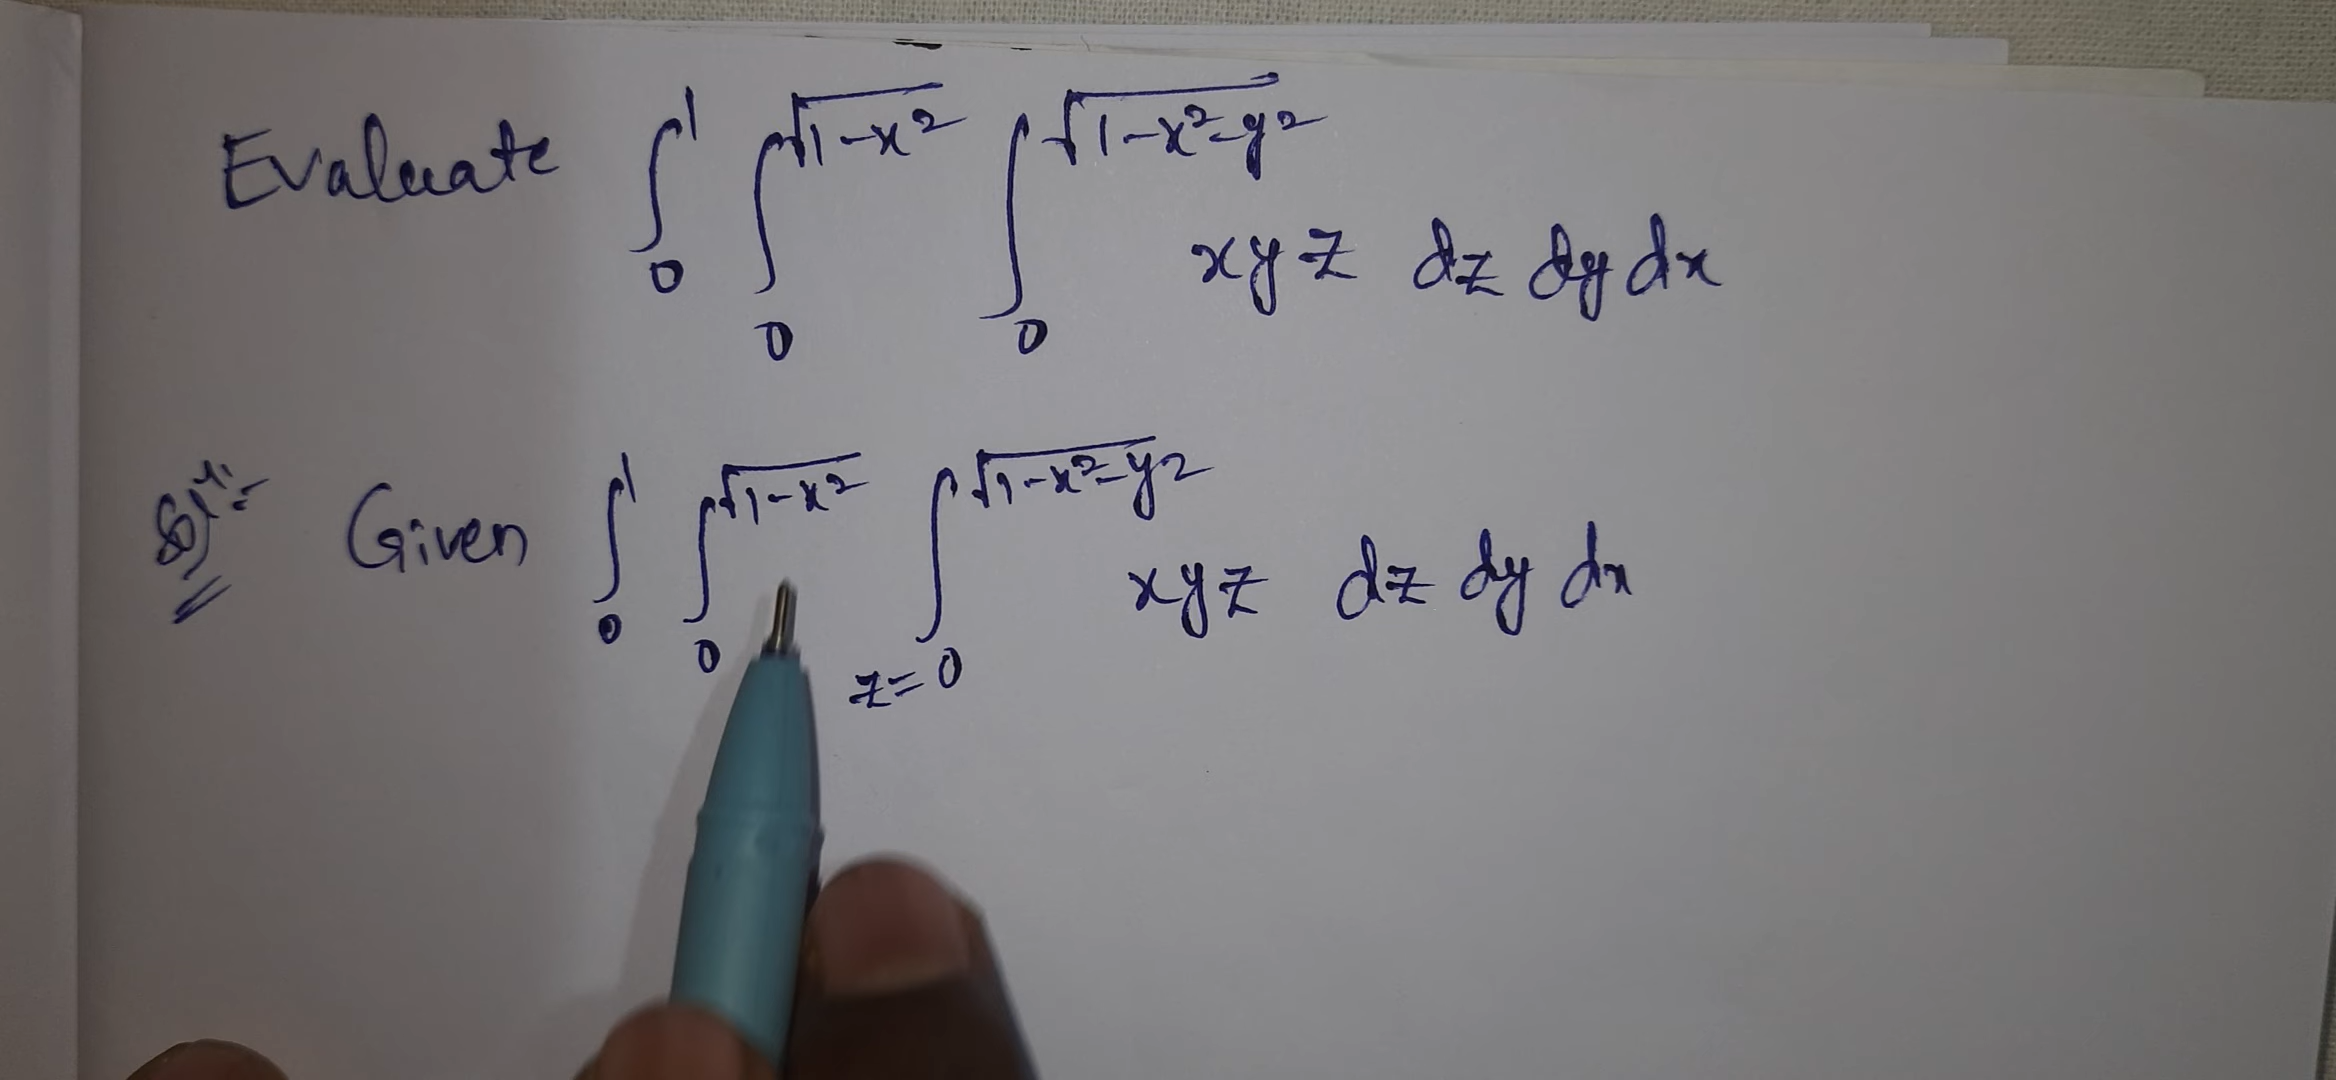 Evaluate ∫₀¹ ∫₀^√(1-x²) ∫₀^√(1-x²-y²) xyz dz dy dx
Solⁿ:- Given ∫₀¹ ∫₀^√(1-x²) ∫_{z=0}^√(1-x²-y²) xyz dz dy dx